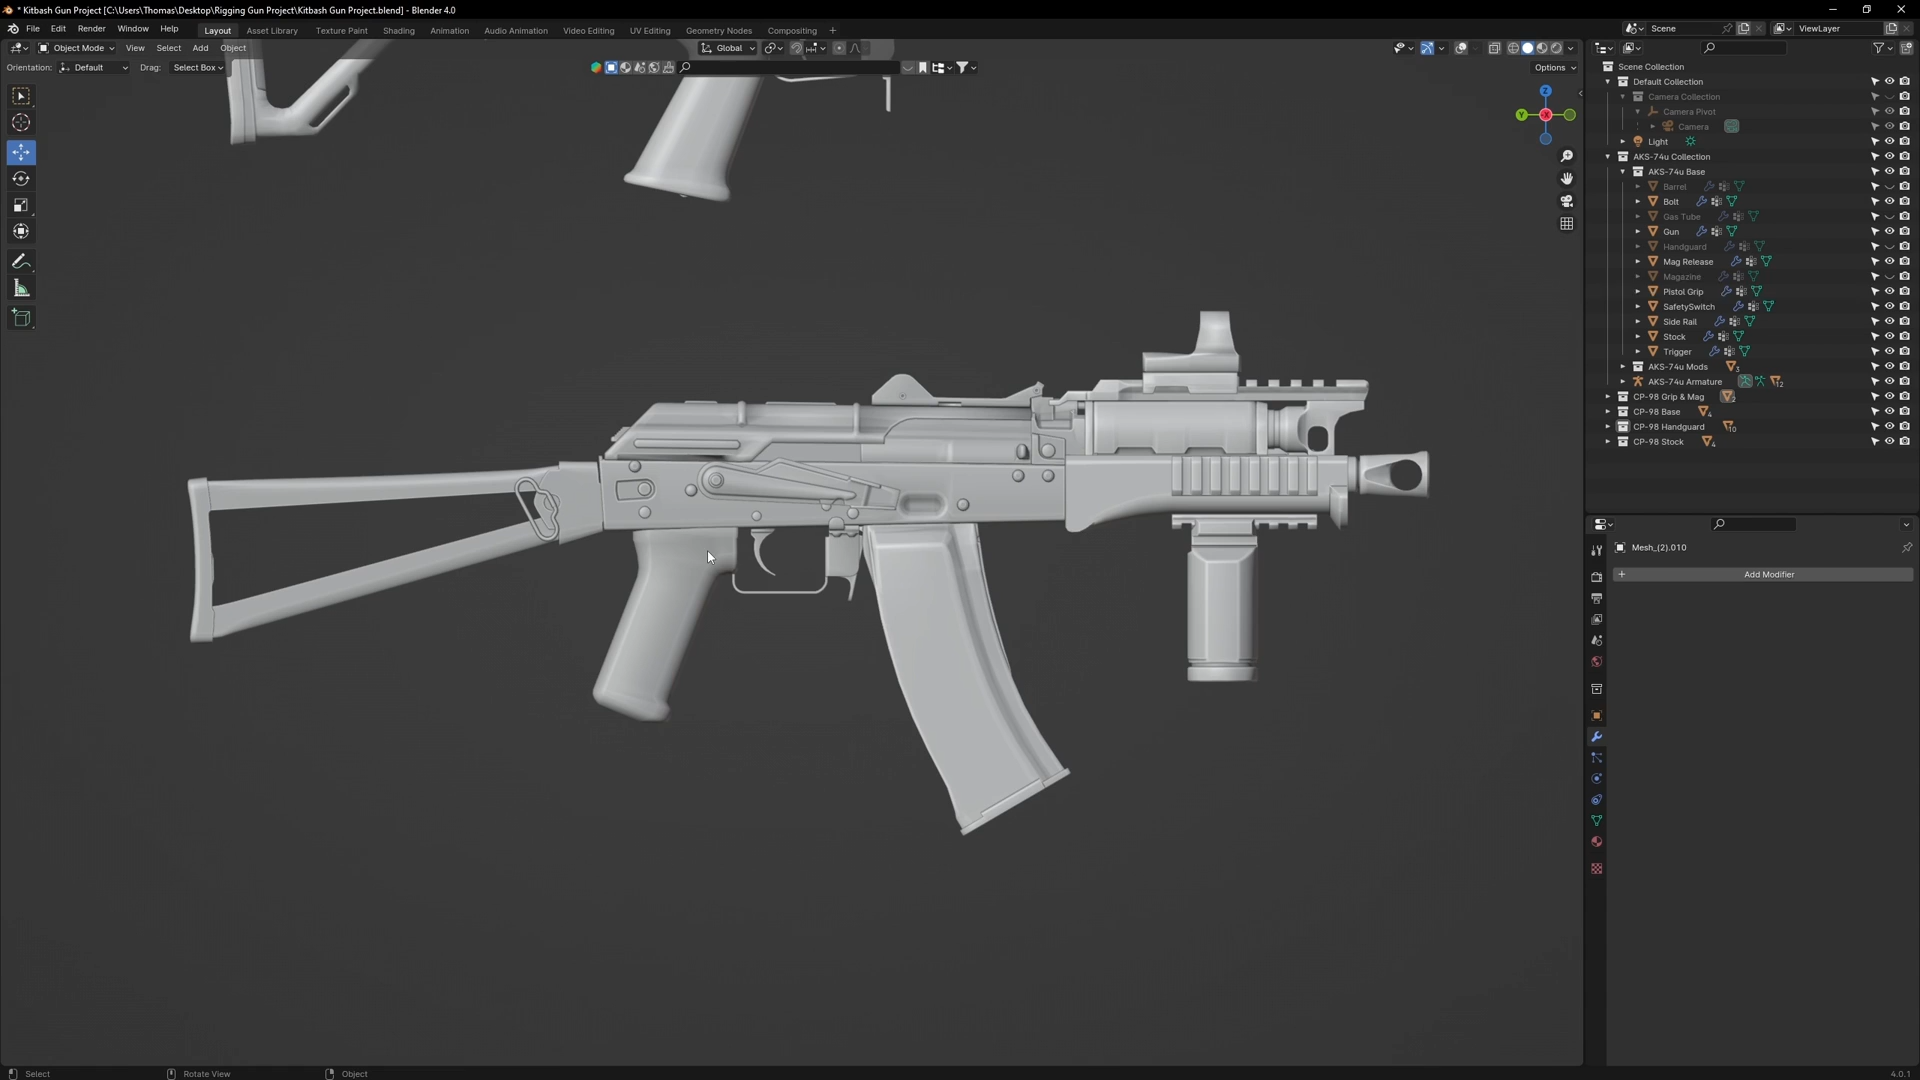 * Kitbash Gun Project [C:\Users\Thomas\Desktop\Rigging Gun Project\Kitbash Gun Project.blend] - Blender 4.0
File Edit Render Window Help Layout Asset Library Texture Paint Shading Animation Audio Animation Video Editing UV Editing Geometry Nodes Compositing + Scene ViewLayer
Object Mode View Select Add Object Global
Orientation: Default Drag: Select Box Options
Scene Collection
Default Collection
Camera Collection
Camera Pivot
Camera
Light
AKS-74u Collection
AKS-74u Base
Barrel
Bolt
Gas Tube
Gun
Handguard
Mag Release
Magazine
Pistol Grip
SafetySwitch
Side Rail
Stock
Trigger
AKS-74u Mods 3
AKS-74u Armature 12
CP-98 Grip & Mag 2
CP-98 Base 4
CP-98 Handguard 10
CP-98 Stock 4
Z
Y
X
Mesh_(2).010
+ Add Modifier
Select Rotate View Object 4.0.1